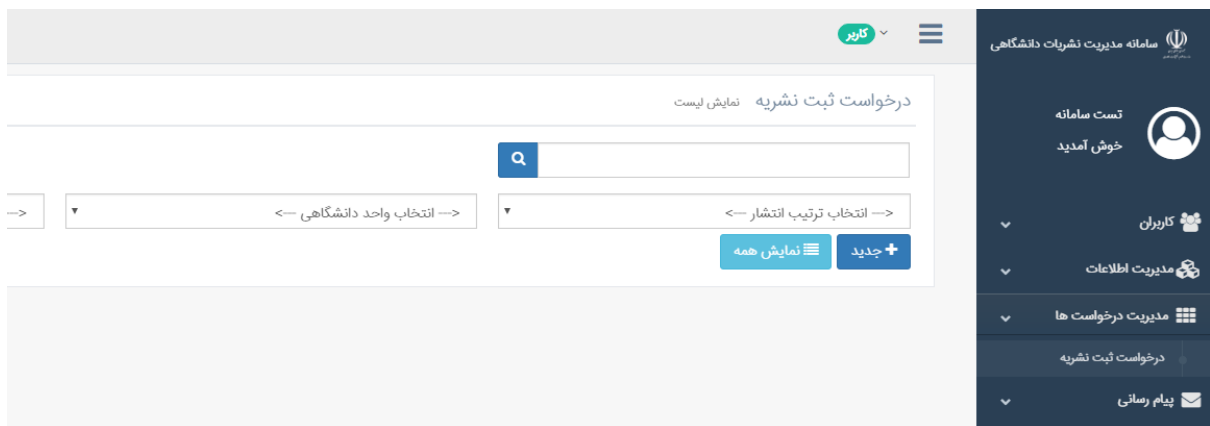 سامانه مدیریت نشریات دانشگاهی
تست سامانه
خوش آمدید
کاربران
مدیریت اطلاعات
مدیریت درخواست ها
درخواست ثبت نشریه
پیام رسانی
کاربر
درخواست ثبت نشریه نمایش لیست
<--- انتخاب ترتیب انتشار --->
<--- انتخاب واحد دانشگاهی --->
<---
جدید
نمایش همه